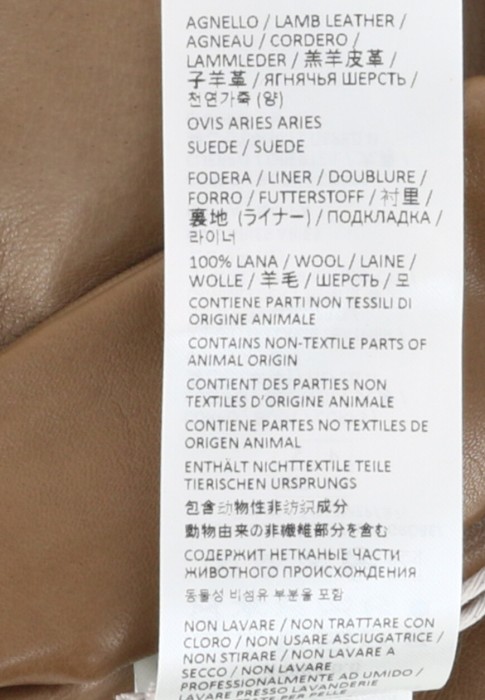 AGNELLO / LAMB LEATHER /
AGNEAU / CORDERO /
LAMMLEDER / 羔羊皮革 /
子羊革 / ЯГНЯЧЬЯ ШЕРСТЬ /
천연가죽 (양)
OVIS ARIES ARIES
SUEDE / SUEDE
FODERA / LINER / DOUBLURE /
FORRO / FUTTERSTOFF / 衬里 /
裏地 (ライナー) / ПОДКЛАДКА /
라이너
100% LANA / WOOL / LAINE /
WOLLE / 羊毛 / ШЕРСТЬ / 모
CONTIENE PARTI NON TESSILI DI
ORIGINE ANIMALE
CONTAINS NON-TEXTILE PARTS OF
ANIMAL ORIGIN
CONTIENT DES PARTIES NON
TEXTILES D'ORIGINE ANIMALE
CONTIENE PARTES NO TEXTILES DE
ORIGEN ANIMAL
ENTHÄLT NICHTTEXTILE TEILE
TIERISCHEN URSPRUNGS
包含动物性非纺织成分
動物由来の非繊維部分を含む
СОДЕРЖИТ НЕТКАНЫЕ ЧАСТИ
ЖИВОТНОГО ПРОИСХОЖДЕНИЯ
동물성 비섬유 부분을 포함
NON LAVARE / NON TRATTARE CON
CLORO / NON USARE ASCIUGATRICE /
NON STIRARE / NON LAVARE A
SECCO / NON LAVARE
PROFESSIONALMENTE AD UMIDO /
LAVARE PRESSO LAVANDERIE